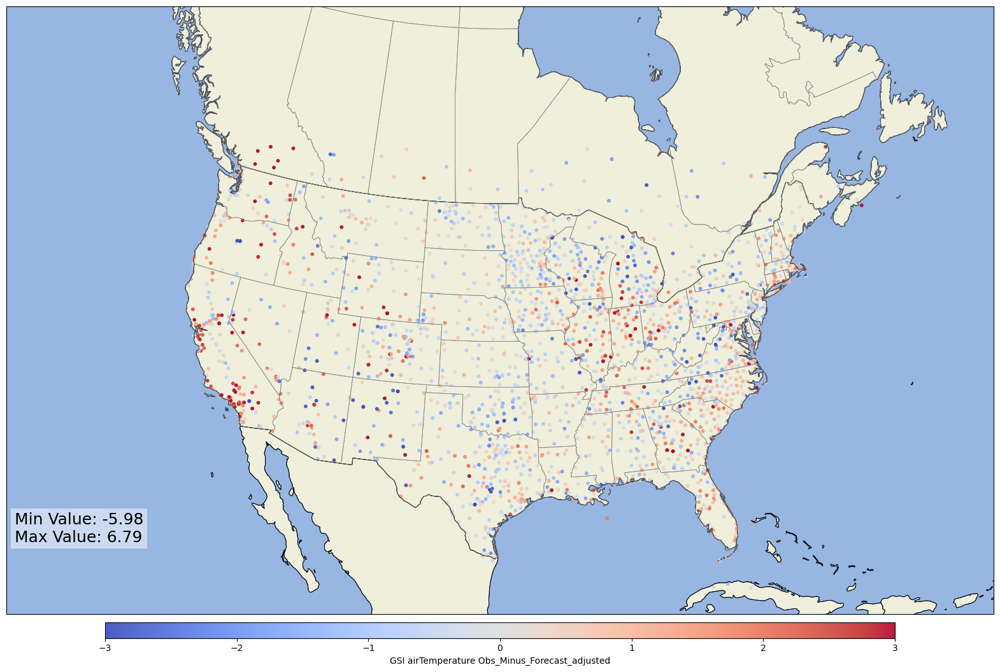 Min Value: -5.98
Max Value: 6.79
−3 −2 −1 0 1 2 3
GSI airTemperature Obs_Minus_Forecast_adjusted